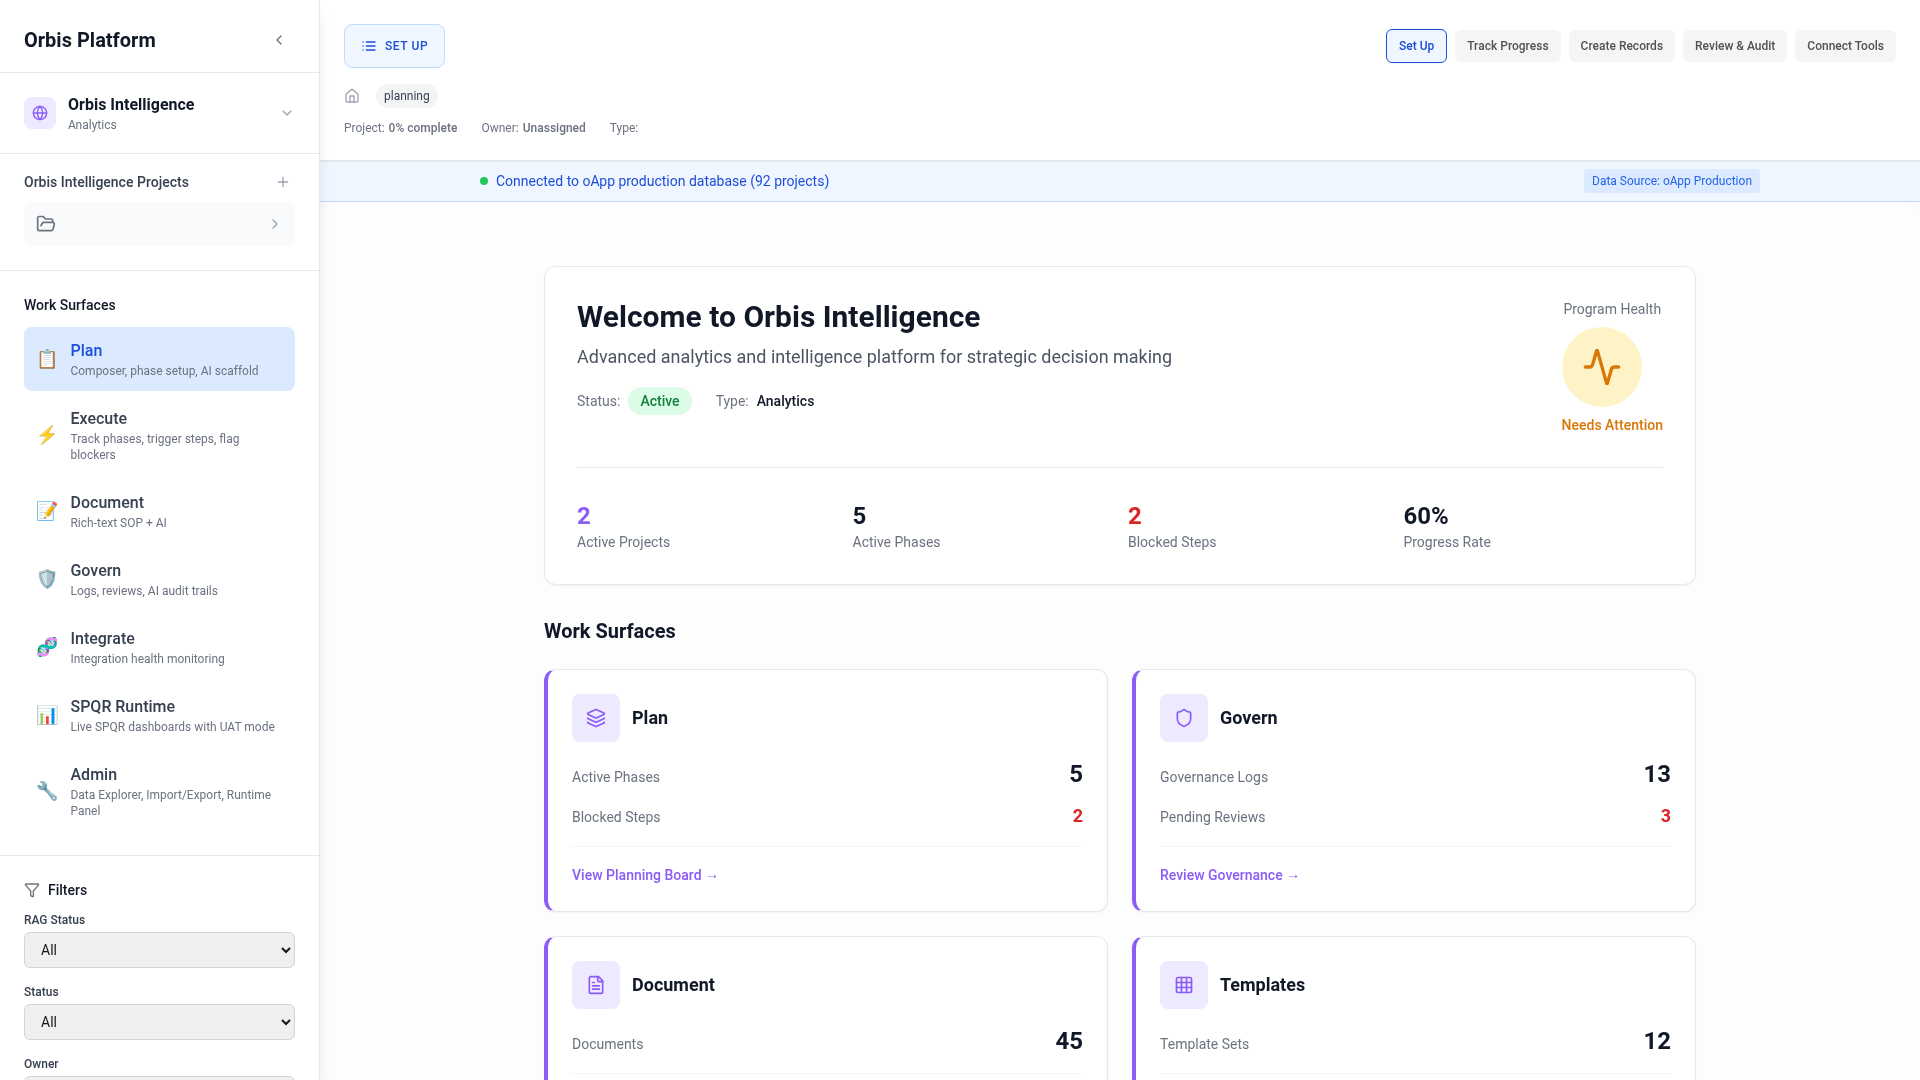 Orbis Platform
Orbis Intelligence
Analytics
Orbis Intelligence Projects
Work Surfaces
Plan
Composer, phase setup, AI scaffold
Execute
Track phases, trigger steps, flag
blockers
Document
Rich-text SOP + AI
Govern
Logs, reviews, AI audit trails
Integrate
Integration health monitoring
SPQR Runtime
Live SPQR dashboards with UAT mode
Admin
Data Explorer, Import/Export, Runtime
Panel
Filters
RAG Status
All
Status
All
Owner
SET UP
Set Up
Track Progress
Create Records
Review & Audit
Connect Tools
planning
Project: 0% complete
Owner: Unassigned
Type:
Connected to oApp production database (92 projects)
Data Source: oApp Production
Welcome to Orbis Intelligence
Advanced analytics and intelligence platform for strategic decision making
Status: Active
Type: Analytics
Program Health
Needs Attention
2
Active Projects
5
Active Phases
2
Blocked Steps
60%
Progress Rate
Work Surfaces
Plan
Active Phases 5
Blocked Steps 2
View Planning Board →
Govern
Governance Logs 13
Pending Reviews 3
Review Governance →
Document
Documents 45
Templates
Template Sets 12